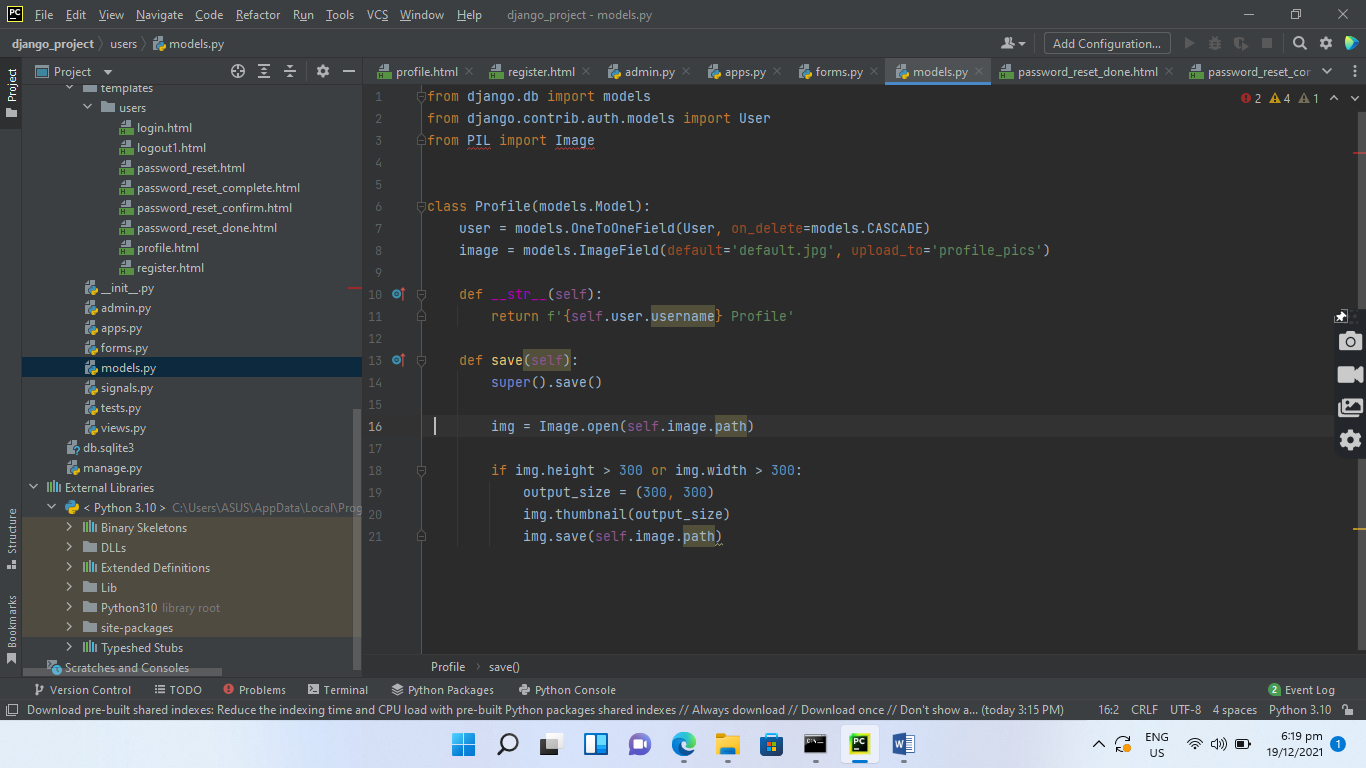 PC File Edit View Navigate Code Refactor Run Tools VCS Window Help django_project - models.py
django_project users models.py Add Configuration...
Project
profile.html register.html admin.py apps.py forms.py models.py password_reset_done.html password_reset_cor
Project
Structure
Bookmarks
templates
users
login.html
logout1.html
password_reset.html
password_reset_complete.html
password_reset_confirm.html
password_reset_done.html
profile.html
register.html
__init__.py
admin.py
apps.py
forms.py
models.py
signals.py
tests.py
views.py
db.sqlite3
manage.py
External Libraries
< Python 3.10 > C:\Users\ASUS\AppData\Local\Prog
Binary Skeletons
DLLs
Extended Definitions
Lib
Python310 library root
site-packages
Typeshed Stubs
Scratches and Consoles
2 4 1
1 from django.db import models
2 from django.contrib.auth.models import User
3 from PIL import Image
4
5
6 class Profile(models.Model):
7 user = models.OneToOneField(User, on_delete=models.CASCADE)
8 image = models.ImageField(default='default.jpg', upload_to='profile_pics')
9
10 def __str__(self):
11 return f'{self.user.username} Profile'
12
13 def save(self):
14 super().save()
15
16 img = Image.open(self.image.path)
17
18 if img.height > 300 or img.width > 300:
19 output_size = (300, 300)
20 img.thumbnail(output_size)
21 img.save(self.image.path)
Profile save()
Version Control TODO Problems Terminal Python Packages Python Console 2 Event Log
Download pre-built shared indexes: Reduce the indexing time and CPU load with pre-built Python packages shared indexes // Always download // Download once // Don't show a... (today 3:15 PM) 16:2 CRLF UTF-8 4 spaces Python 3.10
PC
W
ENG
US
6:19 pm
19/12/2021
1